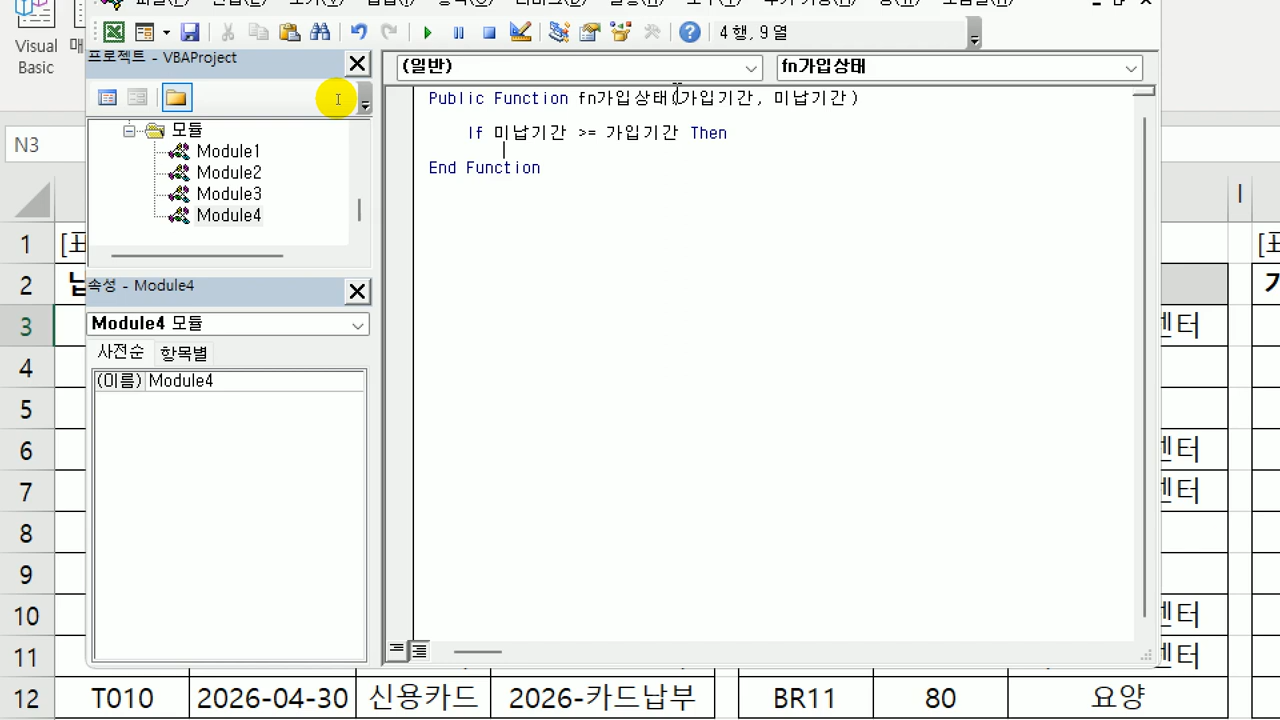 Visual
Basic
4 행, 9 열
프로젝트 - VBAProject
모듈
Module1
Module2
Module3
Module4
속성 - Module4
Module4 모듈
사전순 항목별
(이름) Module4
(일반) fn가입상태
Public Function fn가입상태(가입기간, 미납기간)
If 미납기간 >= 가입기간 Then
End Function
N3
1
2
3
4
5
6
7
8
9
10
11
12 T010 2026-04-30 신용카드 2026-카드납부 BR11 80 요양